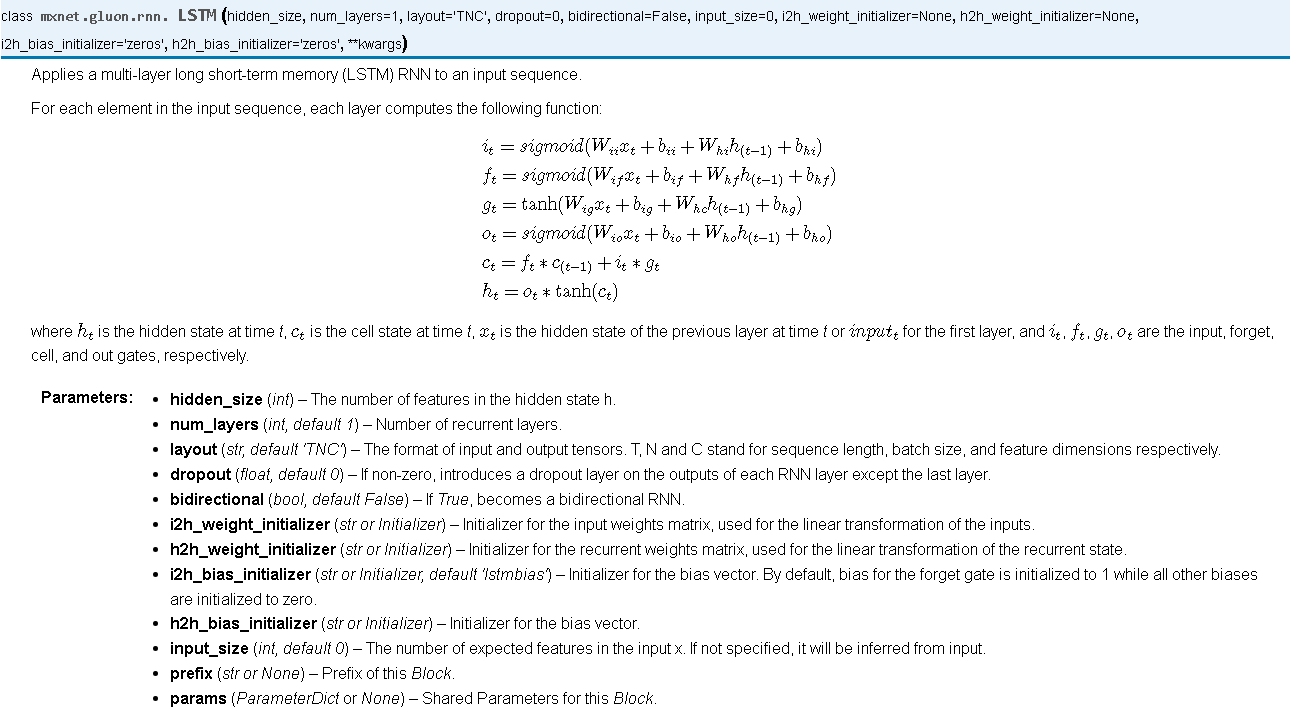 class mxnet.gluon.rnn. LSTM (hidden_size, num_layers=1, layout='TNC', dropout=0, bidirectional=False, input_size=0, i2h_weight_initializer=None, h2h_weight_initializer=None,
i2h_bias_initializer='zeros', h2h_bias_initializer='zeros', **kwargs)
Applies a multi-layer long short-term memory (LSTM) RNN to an input sequence.
For each element in the input sequence, each layer computes the following function:
i_t = sigmoid(W_{ii}x_t + b_{ii} + W_{hi}h_{(t−1)} + b_{hi})
f_t = sigmoid(W_{if}x_t + b_{if} + W_{hf}h_{(t−1)} + b_{hf})
g_t = tanh(W_{ig}x_t + b_{ig} + W_{hc}h_{(t−1)} + b_{hg})
o_t = sigmoid(W_{io}x_t + b_{io} + W_{ho}h_{(t−1)} + b_{ho})
c_t = f_t * c_{(t−1)} + i_t * g_t
h_t = o_t * tanh(c_t)
where h_t is the hidden state at time t, c_t is the cell state at time t, x_t is the hidden state of the previous layer at time t or input_t for the first layer, and i_t, f_t, g_t, o_t are the input, forget,
cell, and out gates, respectively.
Parameters: • hidden_size (int) – The number of features in the hidden state h.
• num_layers (int, default 1) – Number of recurrent layers.
• layout (str, default 'TNC') – The format of input and output tensors. T, N and C stand for sequence length, batch size, and feature dimensions respectively.
• dropout (float, default 0) – If non-zero, introduces a dropout layer on the outputs of each RNN layer except the last layer.
• bidirectional (bool, default False) – If True, becomes a bidirectional RNN.
• i2h_weight_initializer (str or Initializer) – Initializer for the input weights matrix, used for the linear transformation of the inputs.
• h2h_weight_initializer (str or Initializer) – Initializer for the recurrent weights matrix, used for the linear transformation of the recurrent state.
• i2h_bias_initializer (str or Initializer, default 'lstmbias') – Initializer for the bias vector. By default, bias for the forget gate is initialized to 1 while all other biases
are initialized to zero.
• h2h_bias_initializer (str or Initializer) – Initializer for the bias vector.
• input_size (int, default 0) – The number of expected features in the input x. If not specified, it will be inferred from input.
• prefix (str or None) – Prefix of this Block.
• params (ParameterDict or None) – Shared Parameters for this Block.